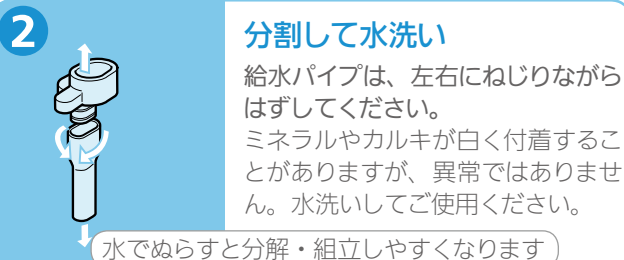 2
分割して水洗い
給水パイプは、左右にねじりながら
はずしてください。
ミネラルやカルキが白く付着するこ
とがありますが、異常ではありませ
ん。水洗いしてご使用ください。
水でぬらすと分解・組立しやすくなります